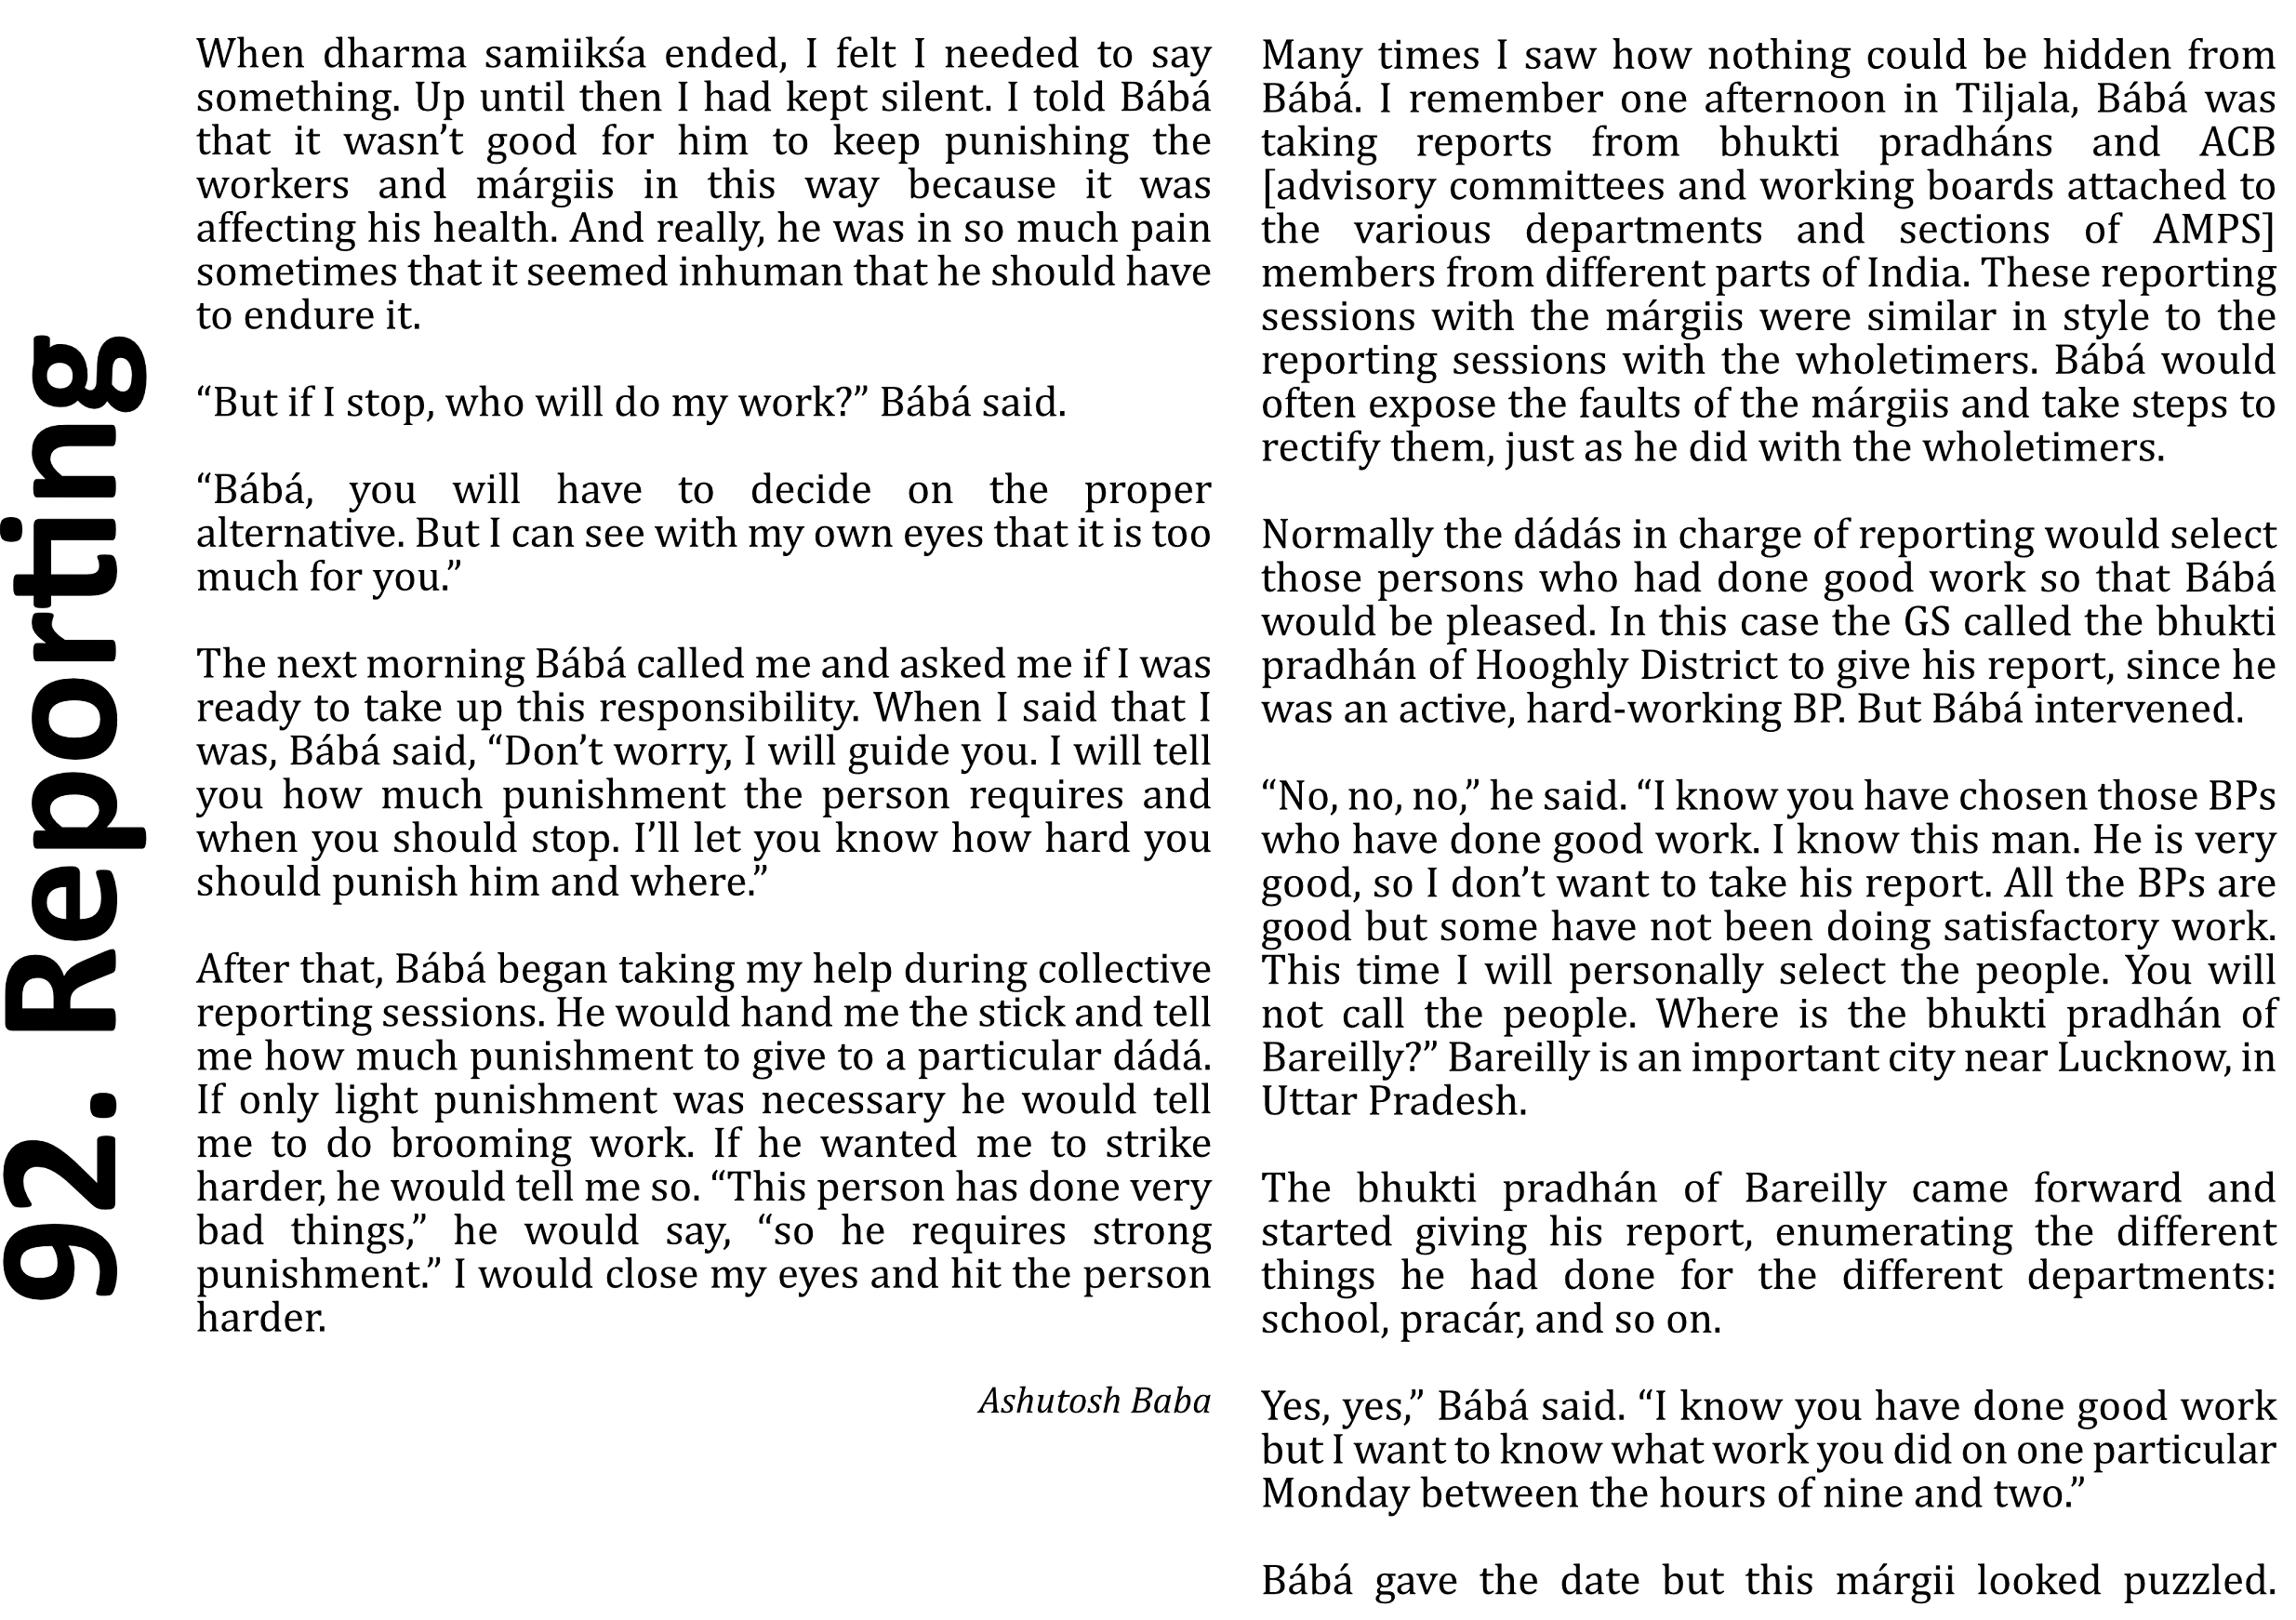 92. Reporting
When dharma samiikśa ended, I felt I needed to say
something. Up until then I had kept silent. I told Bábá
that it wasn’t good for him to keep punishing the
workers and márgiis in this way because it was
affecting his health. And really, he was in so much pain
sometimes that it seemed inhuman that he should have
to endure it.
“But if I stop, who will do my work?” Bábá said.
“Bábá, you will have to decide on the proper
alternative. But I can see with my own eyes that it is too
much for you.”
The next morning Bábá called me and asked me if I was
ready to take up this responsibility. When I said that I
was, Bábá said, “Don’t worry, I will guide you. I will tell
you how much punishment the person requires and
when you should stop. I’ll let you know how hard you
should punish him and where.”
After that, Bábá began taking my help during collective
reporting sessions. He would hand me the stick and tell
me how much punishment to give to a particular dádá.
If only light punishment was necessary he would tell
me to do brooming work. If he wanted me to strike
harder, he would tell me so. “This person has done very
bad things,” he would say, “so he requires strong
punishment.” I would close my eyes and hit the person
harder.
Ashutosh Baba
Many times I saw how nothing could be hidden from
Bábá. I remember one afternoon in Tiljala, Bábá was
taking reports from bhukti pradháns and ACB
[advisory committees and working boards attached to
the various departments and sections of AMPS]
members from different parts of India. These reporting
sessions with the márgiis were similar in style to the
reporting sessions with the wholetimers. Bábá would
often expose the faults of the márgiis and take steps to
rectify them, just as he did with the wholetimers.
Normally the dádás in charge of reporting would select
those persons who had done good work so that Bábá
would be pleased. In this case the GS called the bhukti
pradhán of Hooghly District to give his report, since he
was an active, hard-working BP. But Bábá intervened.
“No, no, no,” he said. “I know you have chosen those BPs
who have done good work. I know this man. He is very
good, so I don’t want to take his report. All the BPs are
good but some have not been doing satisfactory work.
This time I will personally select the people. You will
not call the people. Where is the bhukti pradhán of
Bareilly?” Bareilly is an important city near Lucknow, in
Uttar Pradesh.
The bhukti pradhán of Bareilly came forward and
started giving his report, enumerating the different
things he had done for the different departments:
school, pracár, and so on.
Yes, yes,” Bábá said. “I know you have done good work
but I want to know what work you did on one particular
Monday between the hours of nine and two.”
Bábá gave the date but this márgii looked puzzled.